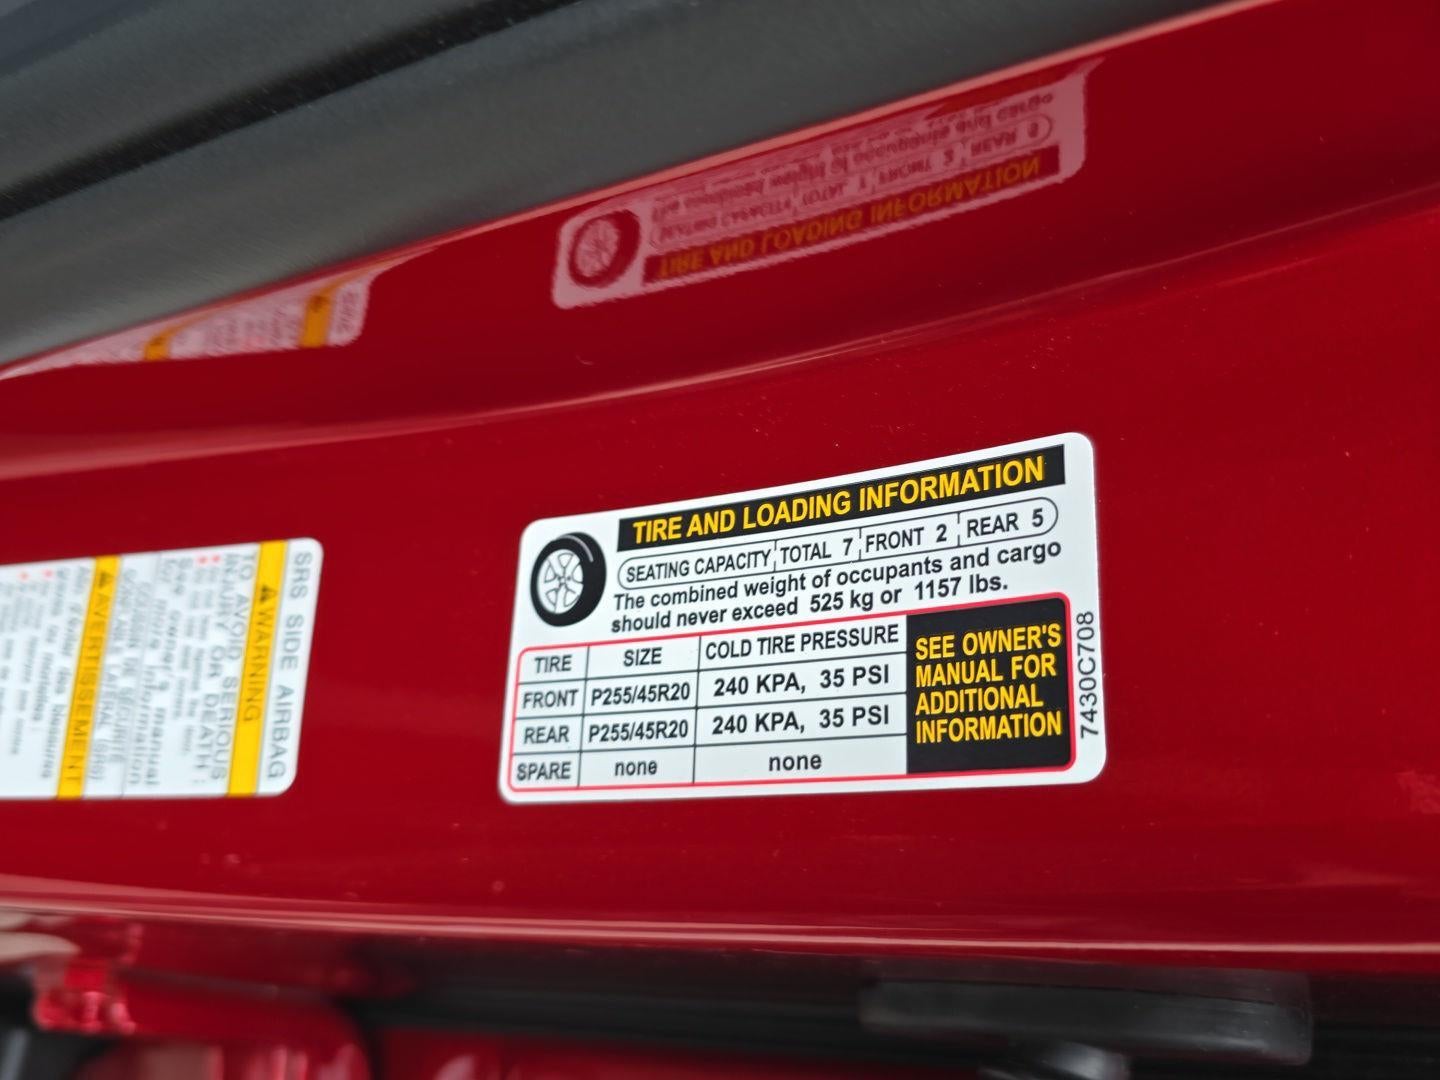 TIRE AND LOADING INFORMATION
SEATING CAPACITY TOTAL 7 FRONT 2 REAR 5
The combined weight of occupants and cargo
should never exceed 525 kg or 1157 lbs.
TIRE SIZE COLD TIRE PRESSURE
FRONT P255/45R20 240 KPA, 35 PSI
REAR P255/45R20 240 KPA, 35 PSI
SPARE none none
SEE OWNER'S
MANUAL FOR
ADDITIONAL
INFORMATION
7430C708
SRS SIDE AIRBAG
WARNING
TO AVOID SERIOUS
INJURY OR DEATH:
AVERTISSEMENT